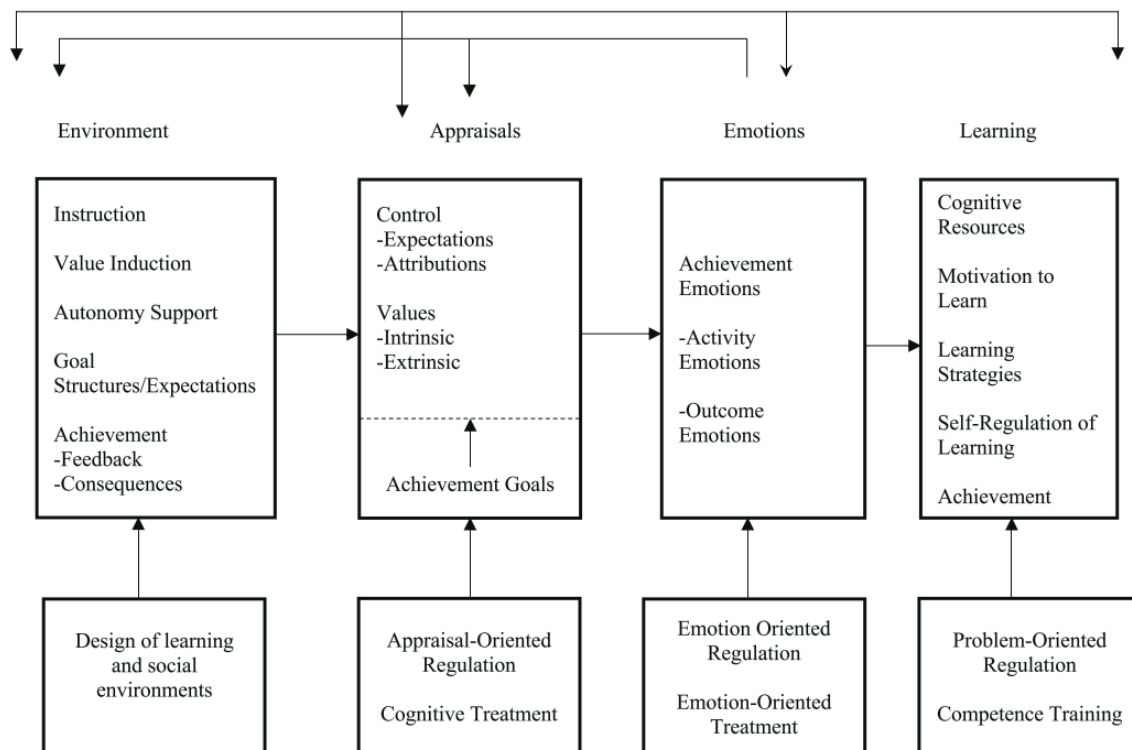 Environment
Appraisals
Emotions
Learning
Instruction
Value Induction
Autonomy Support
Goal
Structures/Expectations
Achievement
-Feedback
-Consequences
Control
-Expectations
-Attributions
Values
-Intrinsic
-Extrinsic
Achievement Goals
Achievement
Emotions
-Activity
Emotions
-Outcome
Emotions
Cognitive
Resources
Motivation to
Learn
Learning
Strategies
Self-Regulation of
Learning
Achievement
Design of learning
and social
environments
Appraisal-Oriented
Regulation
Cognitive Treatment
Emotion Oriented
Regulation
Emotion-Oriented
Treatment
Problem-Oriented
Regulation
Competence Training